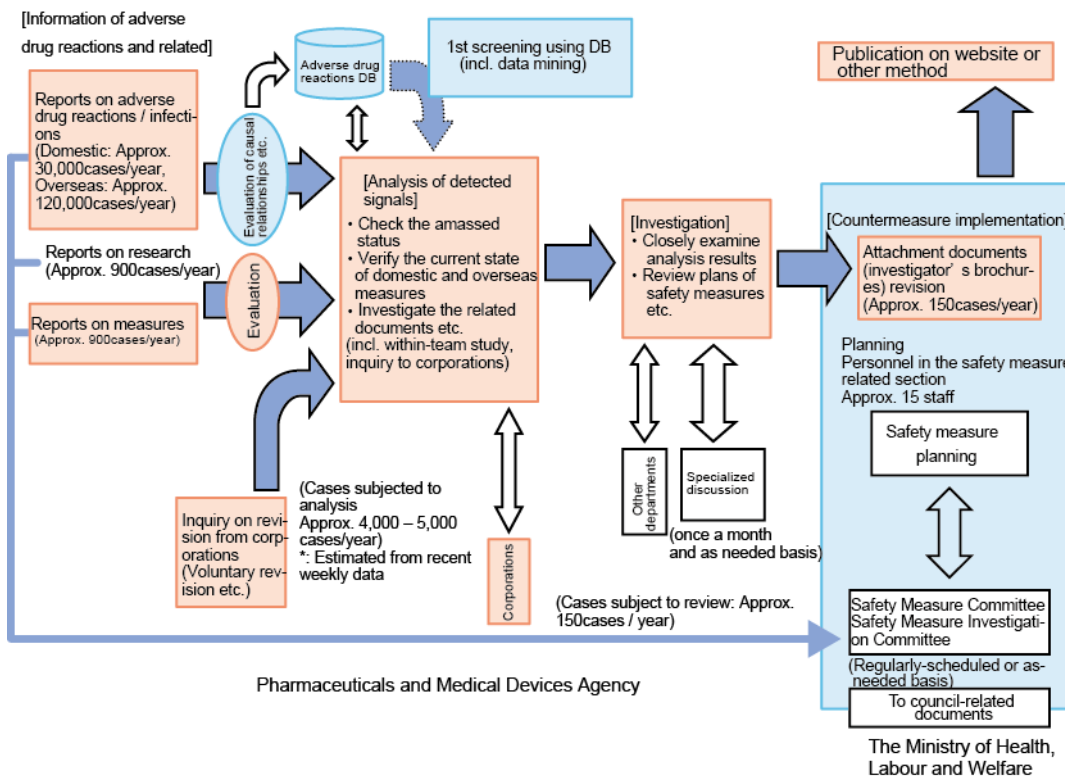 [Information of adverse
drug reactions and related]
Reports on adverse
drug reactions / infecti-
ons
(Domestic: Approx.
30,000cases/year,
Overseas: Approx.
120,000cases/year)
Reports on research
(Approx. 900cases/year)
Reports on measures
(Approx. 900cases/year)
Evaluation of causal
relationships etc.
Evaluation
Adverse drug
reactions DB
1st screening using DB
(incl. data mining)
[Analysis of detected
signals]
・Check the amassed
status
・Verify the current state
of domestic and overseas
measures
・Investigate the related
documents etc.
(incl. within-team study,
inquiry to corporations)
Inquiry on revi-
sion from corp-
orations
(Voluntary rev-
ision etc.)
(Cases subjected to
analysis
Approx. 4,000 – 5,000
cases/year)
*: Estimated from recent
weekly data
Corporations
[Investigation]
・Closely examine
analysis results
・Review plans of
safety measures
etc.
Other
departments
Specialized
discussion
(once a month
and as needed basis)
(Cases subject to review: Approx.
150cases / year)
Publication on website or
other method
[Countermeasure implementation]
Attachment documents
(investigator’s brochur-
es) revision
(Approx. 150cases/year)
Planning
Personnel in the safety measure
related section
Approx. 15 staff
Safety measure
planning
Safety Measure Committee
Safety Measure Investigati-
on Committee
(Regularly-scheduled or as-
needed basis)
To council-related
documents
Pharmaceuticals and Medical Devices Agency
The Ministry of Health,
Labour and Welfare